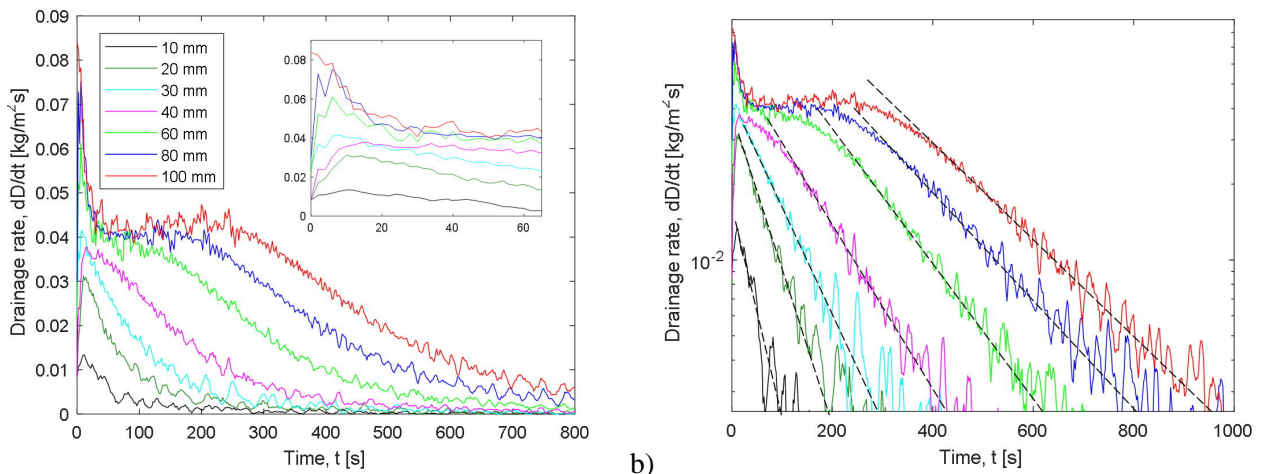 0.09
0.08
0.07
0.06
0.05
0.04
0.03
0.02
0.01
0
Drainage rate, dD/dt [kg/m²s]
0 100 200 300 400 500 600 700 800
Time, t [s]
10 mm
20 mm
30 mm
40 mm
60 mm
80 mm
100 mm
0.08
0.06
0.04
0.02
0
0 20 40 60
b)
Drainage rate, dD/dt [kg/m²s]
10⁻²
0 200 400 600 800 1000
Time, t [s]